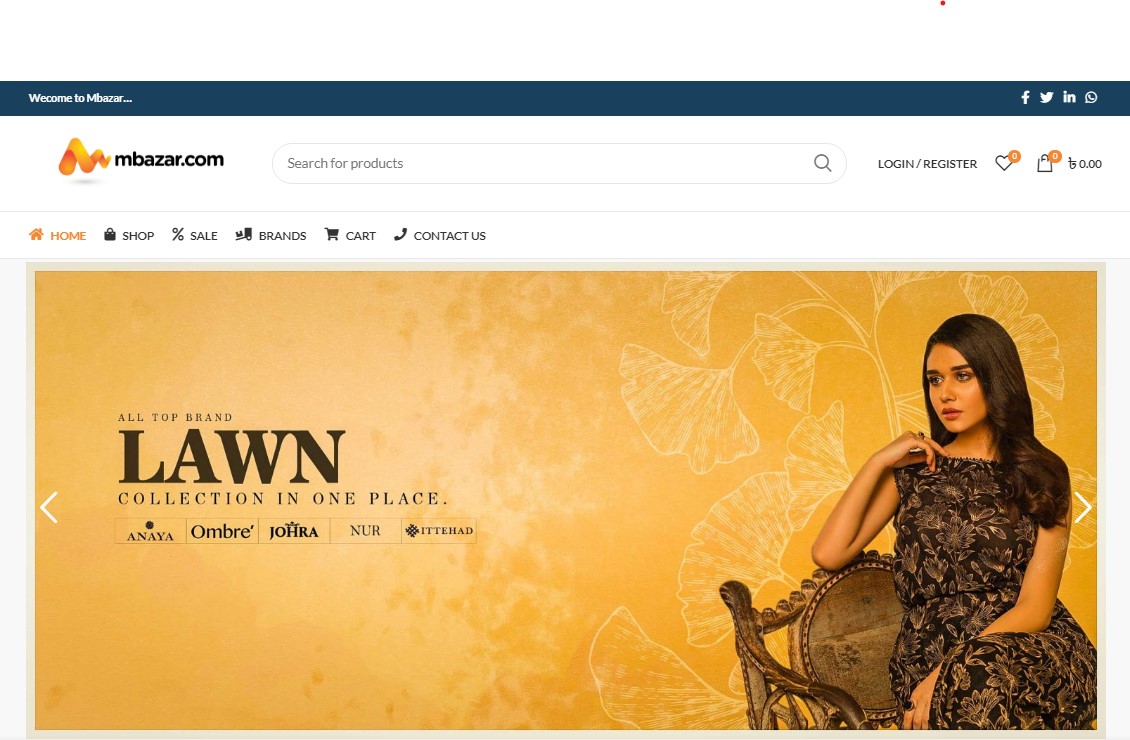 Wecome to Mbazar...
mbazar.com
Search for products
LOGIN / REGISTER
0
0
৳ 0.00
HOME
SHOP
SALE
BRANDS
CART
CONTACT US
ALL TOP BRAND
LAWN
COLLECTION IN ONE PLACE.
ANAYA
Ombre'
JOHRA
NUR
ITTEHAD